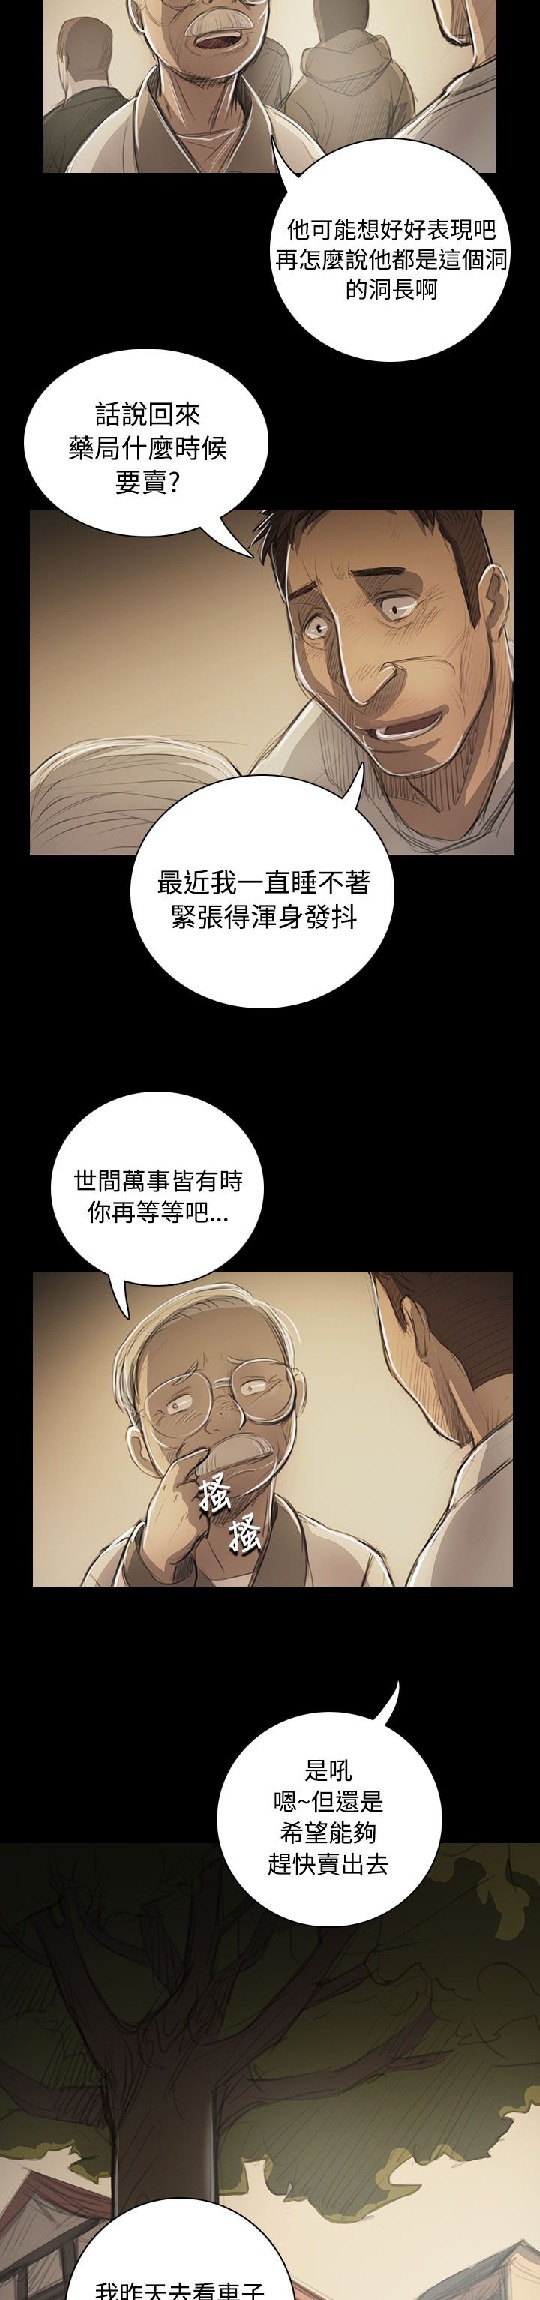 他可能想好好表現吧
再怎麼說他都是這個洞
的洞長啊
話說回來
藥局什麼時候
要賣?
最近我一直睡不著
緊張得渾身發抖
世間萬事皆有時
你再等等吧...
搔
搔
是吼
嗯~但還是
希望能夠
趕快賣出去
我昨天去看車子